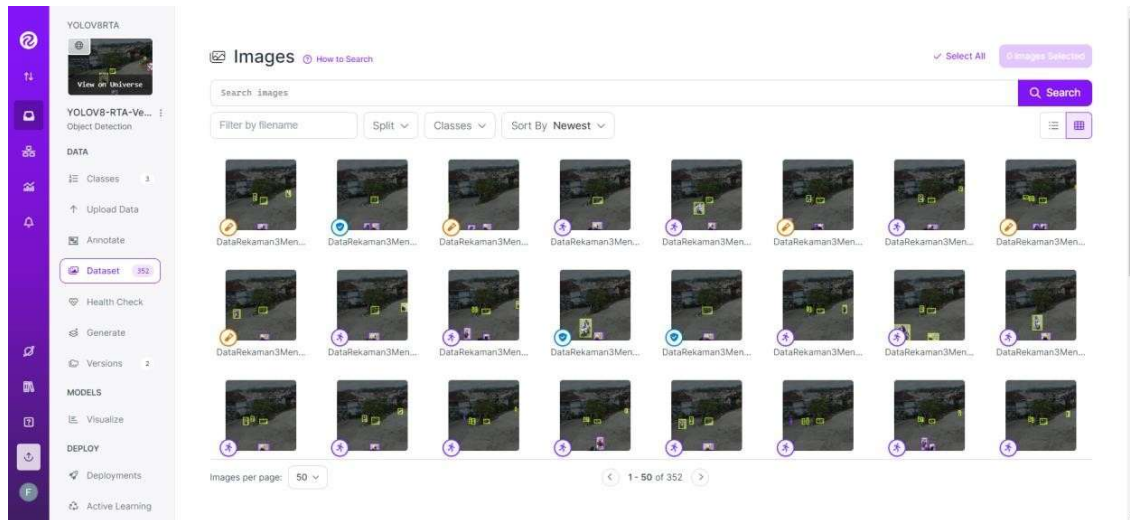 YOLOV8RTA
View on Universe
YOLOV8-RTA-Ve...
Object Detection
DATA
Classes 3
Upload Data
Annotate
Dataset 352
Health Check
Generate
Versions 2
MODELS
Visualize
DEPLOY
Deployments
Active Learning
F
Images How to Search
Select All 0 Images Selected
Search images Search
Filter by filename Split Classes Sort By Newest
DataRekaman3Men... DataRekaman3Men... DataRekaman3Men... DataRekaman3Men... DataRekaman3Men... DataRekaman3Men... DataRekaman3Men... DataRekaman3Men...
DataRekaman3Men... DataRekaman3Men... DataRekaman3Men... DataRekaman3Men... DataRekaman3Men... DataRekaman3Men... DataRekaman3Men... DataRekaman3Men...
Images per page: 50 1 - 50 of 352